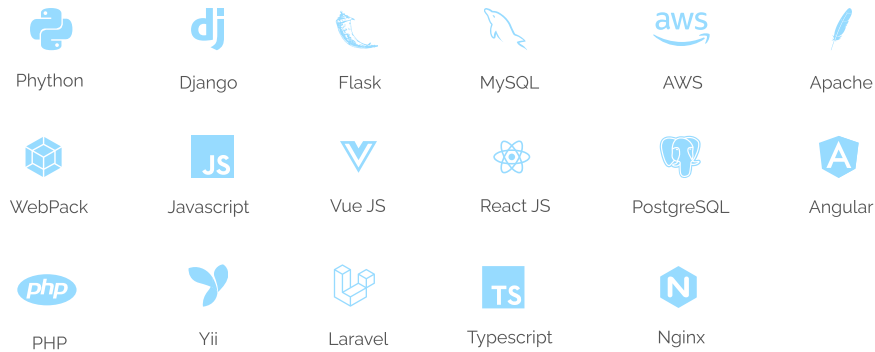 dj
aws
Phython
Django
Flask
MySQL
AWS
Apache
JS
WebPack
Javascript
Vue JS
React JS
PostgreSQL
Angular
A
php
TS
N
PHP
Yii
Laravel
Typescript
Nginx